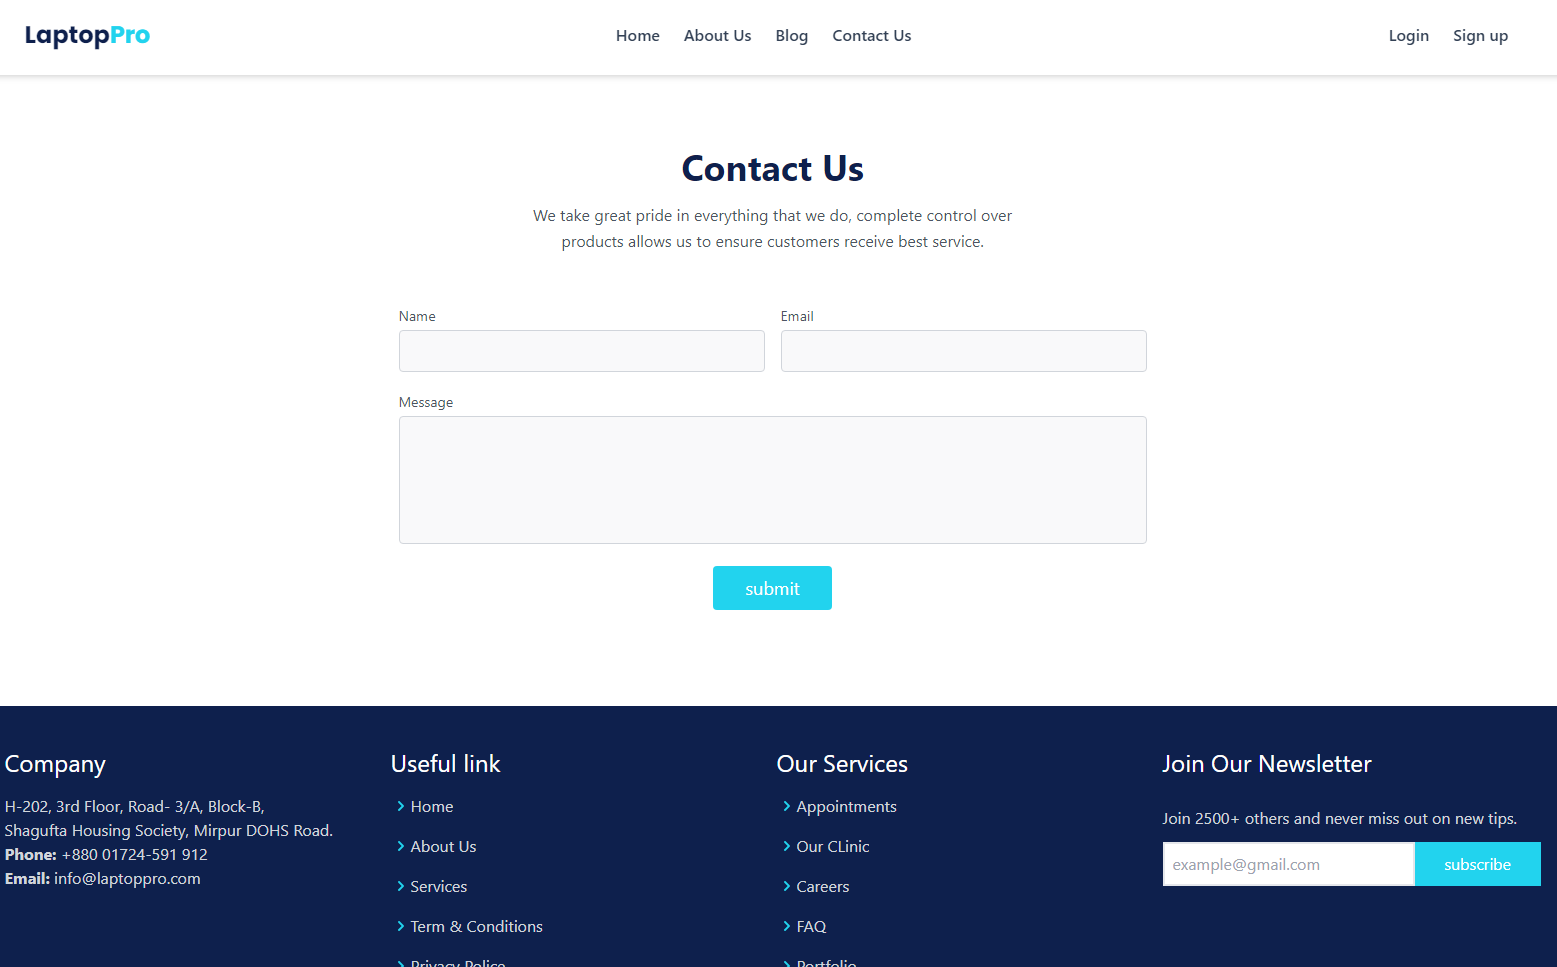 LaptopPro
Home About Us Blog Contact Us
Login Sign up
Contact Us
We take great pride in everything that we do, complete control over
products allows us to ensure customers receive best service.
Name
Email
Message
submit
Company
H-202, 3rd Floor, Road- 3/A, Block-B,
Shagufta Housing Society, Mirpur DOHS Road.
Phone: +880 01724-591 912
Email: info@laptoppro.com
Useful link
Home
About Us
Services
Term & Conditions
Privacy Police
Our Services
Appointments
Our CLinic
Careers
FAQ
Portfolio
Join Our Newsletter
Join 2500+ others and never miss out on new tips.
example@gmail.com
subscribe